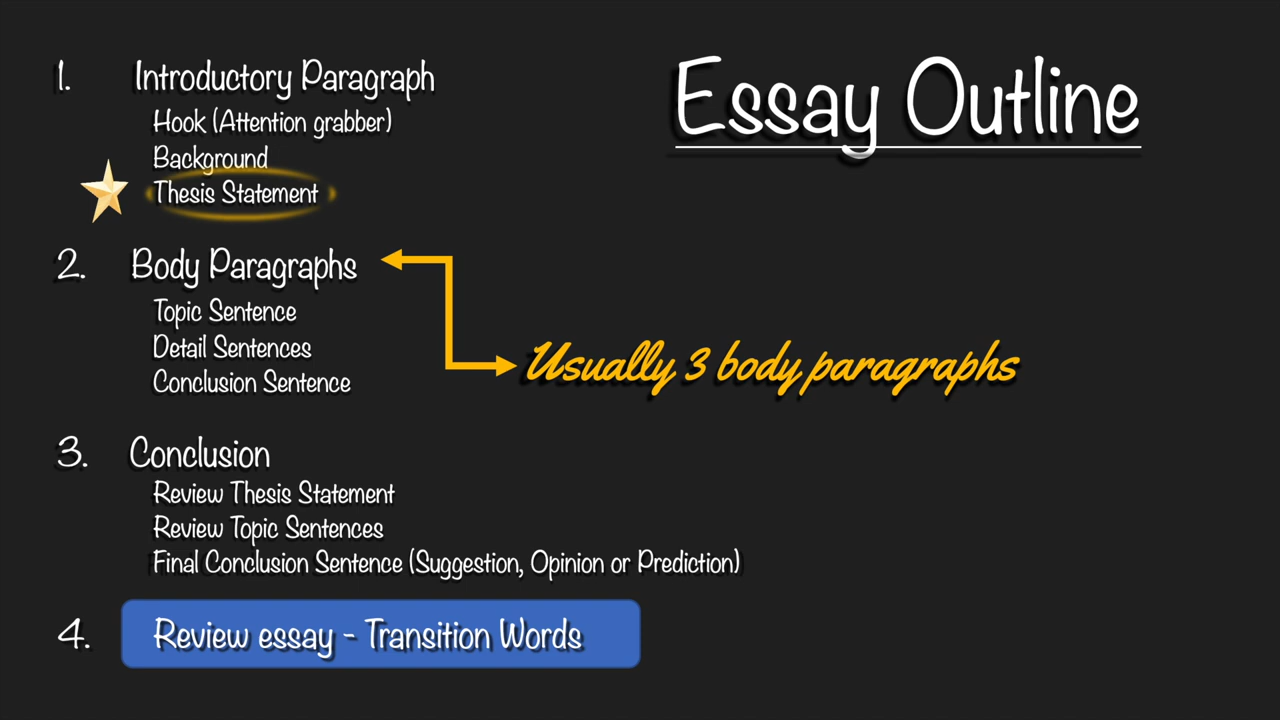 Essay Outline
1. Introductory Paragraph
Hook (Attention grabber)
Background
Thesis Statement
2. Body Paragraphs
Topic Sentence
Detail Sentences
Conclusion Sentence
Usually 3 body paragraphs
3. Conclusion
Review Thesis Statement
Review Topic Sentences
Final Conclusion Sentence (Suggestion, Opinion or Prediction)
4. Review essay - Transition Words